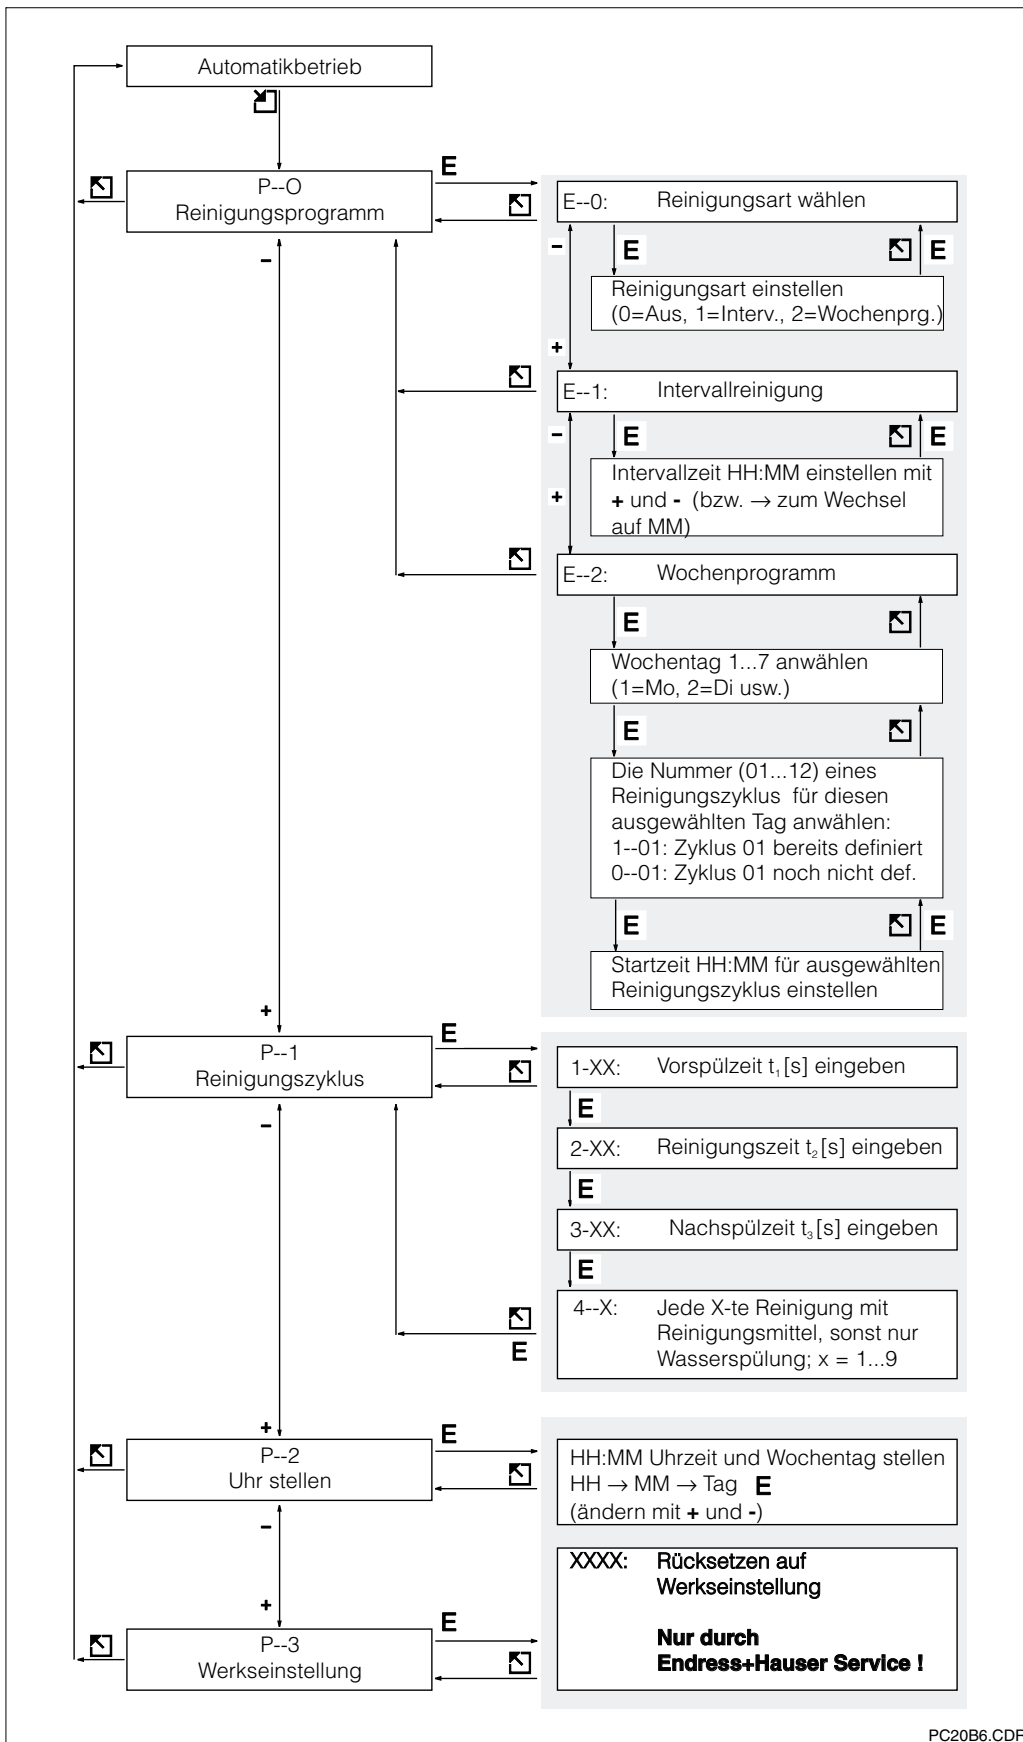 Automatikbetrieb
P--O
Reinigungsprogramm
E
E--0: Reinigungsart wählen
-
E
E
Reinigungsart einstellen
(0=Aus, 1=Interv., 2=Wochenprg.)
+
E--1: Intervallreinigung
-
E
E
Intervallzeit HH:MM einstellen mit
+ und - (bzw. → zum Wechsel
auf MM)
+
E--2: Wochenprogramm
E
Wochentag 1...7 anwählen
(1=Mo, 2=Di usw.)
E
Die Nummer (01...12) eines
Reinigungszyklus für diesen
ausgewählten Tag anwählen:
1--01: Zyklus 01 bereits definiert
0--01: Zyklus 01 noch nicht def.
E
E
Startzeit HH:MM für ausgewählten
Reinigungszyklus einstellen
-
+
P--1
Reinigungszyklus
E
1-XX: Vorspülzeit t₁[s] eingeben
E
2-XX: Reinigungszeit t₂[s] eingeben
E
3-XX: Nachspülzeit t₃[s] eingeben
E
4--X: Jede X-te Reinigung mit
Reinigungsmittel, sonst nur
Wasserspülung; x = 1...9
E
-
+
P--2
Uhr stellen
E
HH:MM Uhrzeit und Wochentag stellen
HH → MM → Tag E
(ändern mit + und -)
-
+
P--3
Werkseinstellung
E
XXXX: Rücksetzen auf
Werkseinstellung
Nur durch
Endress+Hauser Service !
PC20B6.CDR